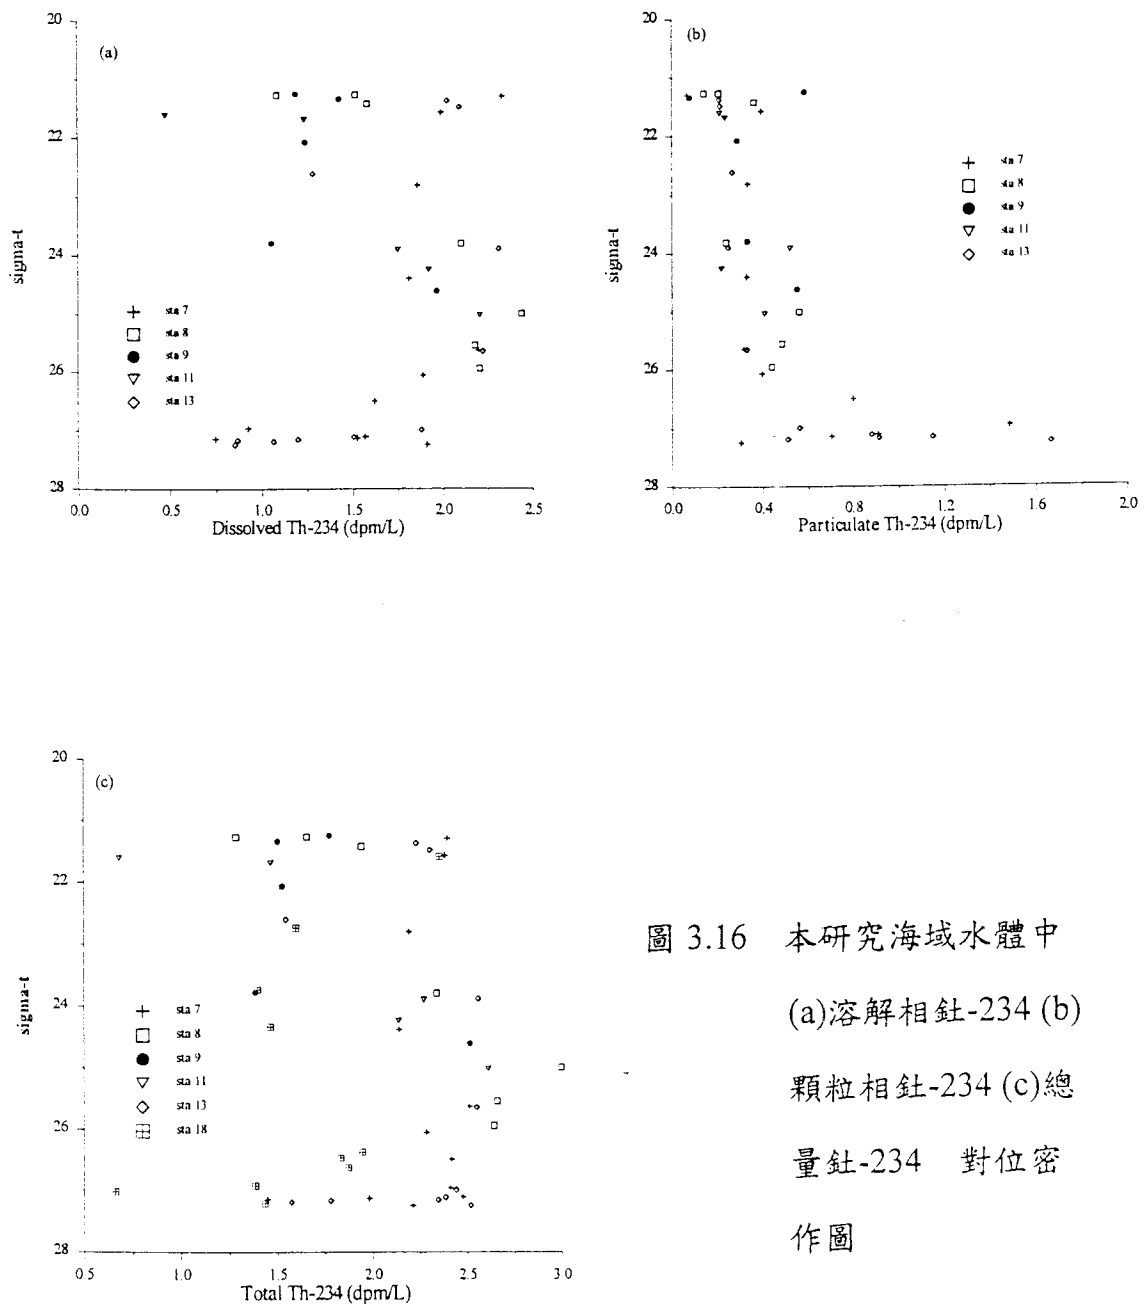 (a)
20
22
24
26
28
sigma-t
sta 7
sta 8
sta 9
sta 11
sta 13
0.0 0.5 1.0 1.5 2.0 2.5
Dissolved Th-234 (dpm/L)
(b)
20
22
24
26
28
sigma-t
sta 7
sta 8
sta 9
sta 11
sta 13
0.0 0.4 0.8 1.2 1.6 2.0
Particulate Th-234 (dpm/L)
(c)
20
22
24
26
28
sigma-t
sta 7
sta 8
sta 9
sta 11
sta 13
sta 18
0.5 1.0 1.5 2.0 2.5 3.0
Total Th-234 (dpm/L)
圖 3.16 本研究海域水體中
(a)溶解相釷-234 (b)
顆粒相釷-234 (c)總
量釷-234 對位密
作圖